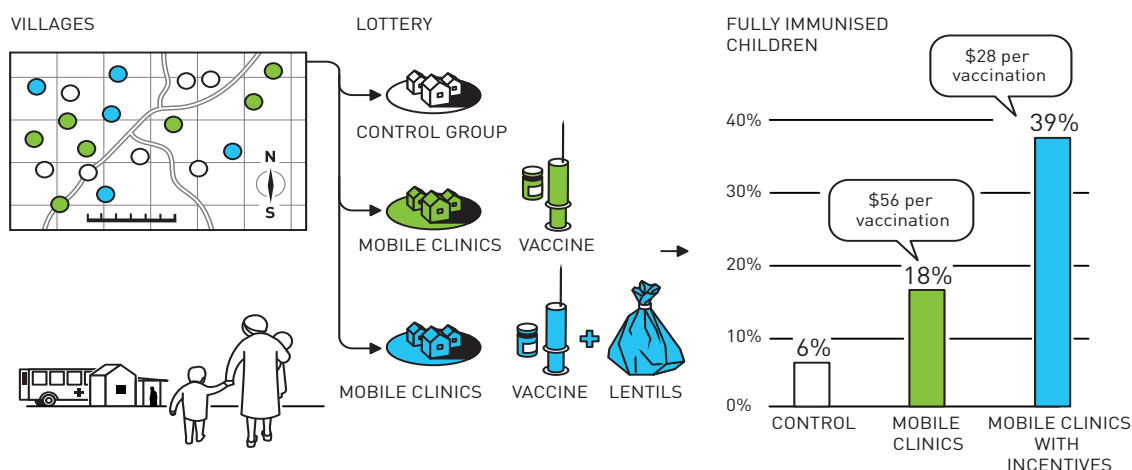 VILLAGES
N
S
LOTTERY
CONTROL GROUP
MOBILE CLINICS
VACCINE
MOBILE CLINICS
VACCINE
LENTILS
FULLY IMMUNISED
CHILDREN
$28 per
vaccination
$56 per
vaccination
40%
30%
20%
10%
0%
6%
18%
39%
CONTROL
MOBILE
CLINICS
MOBILE CLINICS
WITH
INCENTIVES